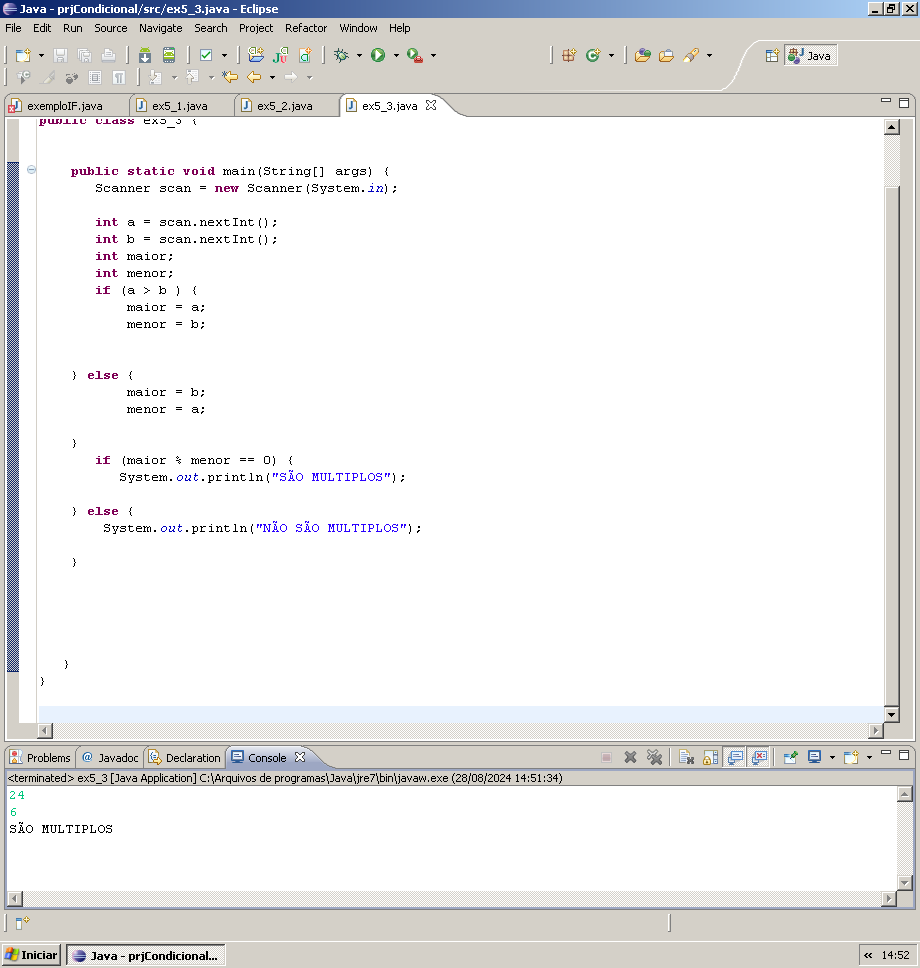 Java - prjCondicional/src/ex5_3.java - Eclipse
File Edit Run Source Navigate Search Project Refactor Window Help
Java
exemploIF.java ex5_1.java ex5_2.java ex5_3.java
public class ex5_3 {
public static void main(String[] args) {
Scanner scan = new Scanner(System.in);
int a = scan.nextInt();
int b = scan.nextInt();
int maior;
int menor;
if (a > b ) {
maior = a;
menor = b;
} else {
maior = b;
menor = a;
}
if (maior % menor == 0) {
System.out.println("SÃO MULTIPLOS");
} else {
System.out.println("NÃO SÃO MULTIPLOS");
}
}
}
Problems @ Javadoc Declaration Console
<terminated> ex5_3 [Java Application] C:\Arquivos de programas\Java\jre7\bin\javaw.exe (28/08/2024 14:51:34)
24
6
SÃO MULTIPLOS
Iniciar Java - prjCondicional... « 14:52